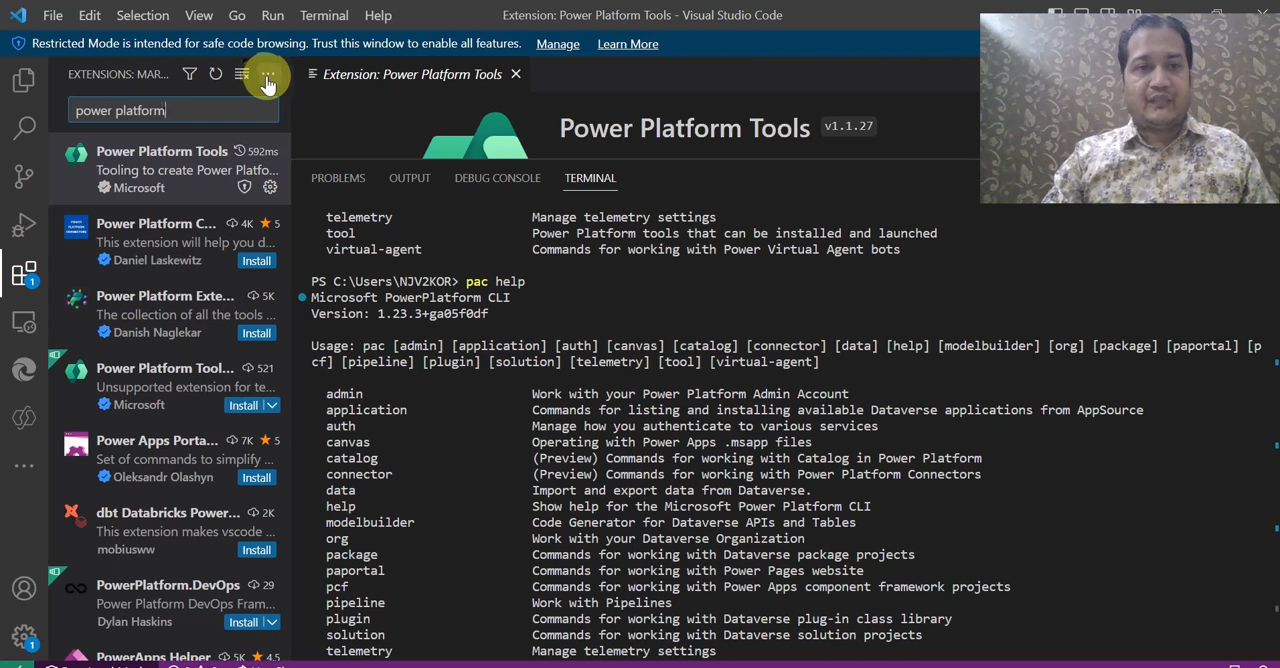 File Edit Selection View Go Run Terminal Help
Extension: Power Platform Tools - Visual Studio Code
Restricted Mode is intended for safe code browsing. Trust this window to enable all features. Manage Learn More
EXTENSIONS: MAR...
Extension: Power Platform Tools
power platform
Power Platform Tools v1.1.27
Power Platform Tools 592ms
Tooling to create Power Platfo...
Microsoft
Power Platform C... 4K 5
This extension will help you d...
Daniel Laskewitz Install
Power Platform Exte... 5K
The collection of all the tools ...
Danish Naglekar Install
Power Platform Tool... 521
Unsupported extension for te...
Microsoft Install
Power Apps Porta... 7K 5
Set of commands to simplify ...
Oleksandr Olashyn Install
dbt Databricks Power... 2K
This extension makes vscode ...
mobiusww Install
PowerPlatform.DevOps 29
Power Platform DevOps Fram...
Dylan Haskins Install
PowerApps Helper 5K 4.5
1
1
PROBLEMS OUTPUT DEBUG CONSOLE TERMINAL
telemetry Manage telemetry settings
tool Power Platform tools that can be installed and launched
virtual-agent Commands for working with Power Virtual Agent bots
PS C:\Users\NJV2KOR> pac help
Microsoft PowerPlatform CLI
Version: 1.23.3+ga05f0df
Usage: pac [admin] [application] [auth] [canvas] [catalog] [connector] [data] [help] [modelbuilder] [org] [package] [paportal] [p
cf] [pipeline] [plugin] [solution] [telemetry] [tool] [virtual-agent]
admin Work with your Power Platform Admin Account
application Commands for listing and installing available Dataverse applications from AppSource
auth Manage how you authenticate to various services
canvas Operating with Power Apps .msapp files
catalog (Preview) Commands for working with Catalog in Power Platform
connector (Preview) Commands for working with Power Platform Connectors
data Import and export data from Dataverse.
help Show help for the Microsoft Power Platform CLI
modelbuilder Code Generator for Dataverse APIs and Tables
org Work with your Dataverse Organization
package Commands for working with Dataverse package projects
paportal Commands for working with Power Pages website
pcf Commands for working with Power Apps component framework projects
pipeline Work with Pipelines
plugin Commands for working with Dataverse plug-in class library
solution Commands for working with Dataverse solution projects
telemetry Manage telemetry settings